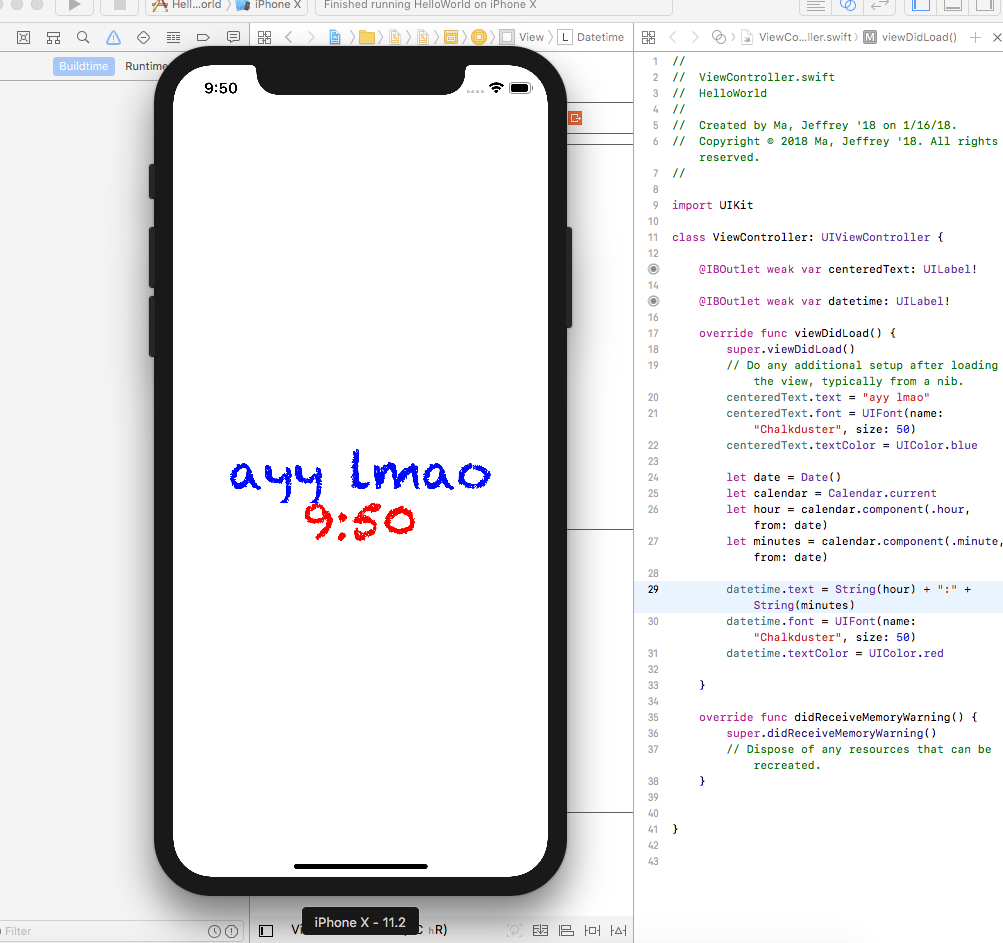 Hell...orld
iPhone X
Finished running HelloWorld on iPhone X
View
L
Datetime
ViewCo...ller.swift
M
viewDidLoad()
Buildtime
Runtime
9:50
ayy lmao
9:50
1 //
2 // ViewController.swift
3 // HelloWorld
4 //
5 // Created by Ma, Jeffrey '18 on 1/16/18.
6 // Copyright © 2018 Ma, Jeffrey '18. All rights
reserved.
7 //
8
9 import UIKit
10
11 class ViewController: UIViewController {
12
@IBOutlet weak var centeredText: UILabel!
14
@IBOutlet weak var datetime: UILabel!
16
17 override func viewDidLoad() {
18 super.viewDidLoad()
19 // Do any additional setup after loading
the view, typically from a nib.
20 centeredText.text = "ayy lmao"
21 centeredText.font = UIFont(name:
"Chalkduster", size: 50)
22 centeredText.textColor = UIColor.blue
23
24 let date = Date()
25 let calendar = Calendar.current
26 let hour = calendar.component(.hour,
from: date)
27 let minutes = calendar.component(.minute,
from: date)
28
29 datetime.text = String(hour) + ":" +
String(minutes)
30 datetime.font = UIFont(name:
"Chalkduster", size: 50)
31 datetime.textColor = UIColor.red
32
33 }
34
35 override func didReceiveMemoryWarning() {
36 super.didReceiveMemoryWarning()
37 // Dispose of any resources that can be
recreated.
38 }
39
40
41 }
42
43
Filter
iPhone X - 11.2
hR)